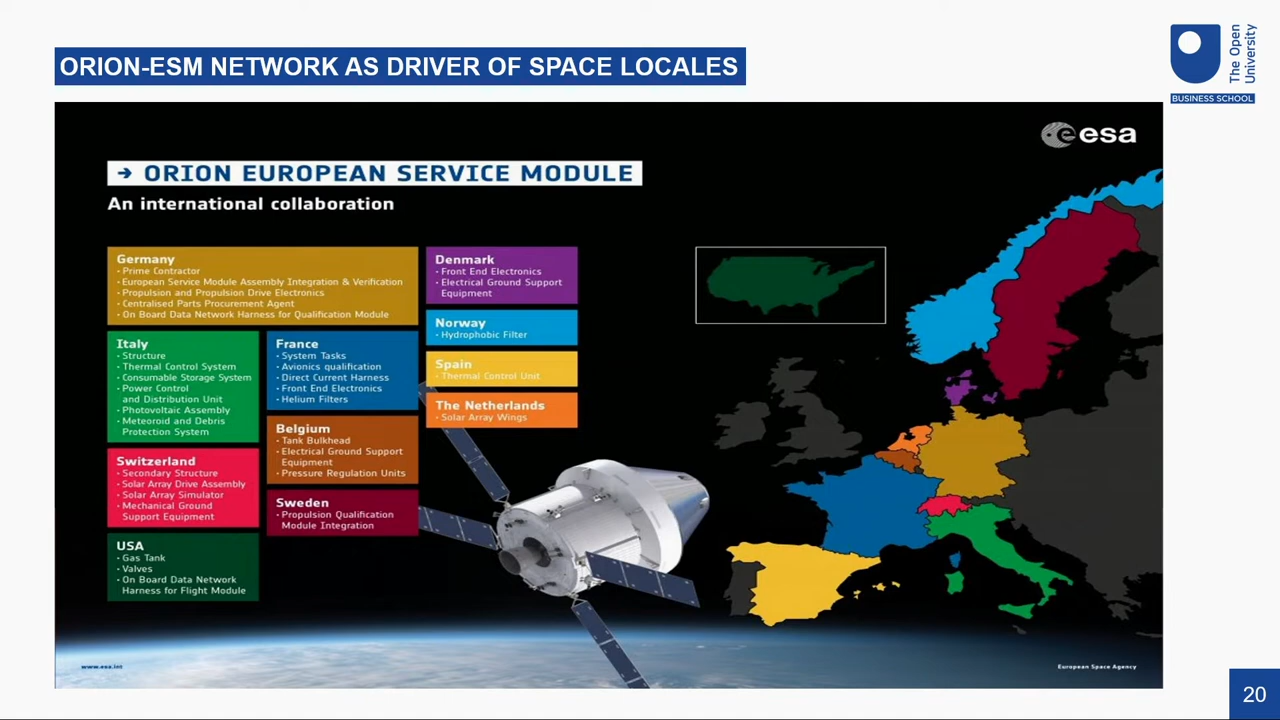 ORION-ESM NETWORK AS DRIVER OF SPACE LOCALES
The Open
University
BUSINESS SCHOOL
esa
→ ORION EUROPEAN SERVICE MODULE
An international collaboration
Germany
· Prime Contractor
· European Service Module Assembly Integration & Verification
· Propulsion and Propulsion Drive Electronics
· Centralised Parts Procurement Agent
· On Board Data Network Harness for Qualification Module
Italy
· Structure
· Thermal Control System
· Consumable Storage System
· Power Control
and Distribution Unit
· Photovoltaic Assembly
· Meteoroid and Debris
Protection System
Switzerland
· Secondary Structure
· Solar Array Drive Assembly
· Solar Array Simulator
· Mechanical Ground
Support Equipment
USA
· Gas Tank
· Valves
· On Board Data Network
Harness for Flight Module
France
· System Tasks
· Avionics qualification
· Direct Current Harness
· Front End Electronics
· Helium Filters
Belgium
· Tank Bulkhead
· Electrical Ground Support
Equipment
· Pressure Regulation Units
Sweden
· Propulsion Qualification
Module Integration
Denmark
· Front End Electronics
· Electrical Ground Support
Equipment
Norway
· Hydrophobic Filter
Spain
· Thermal Control Unit
The Netherlands
· Solar Array Wings
www.esa.int
European Space Agency
20